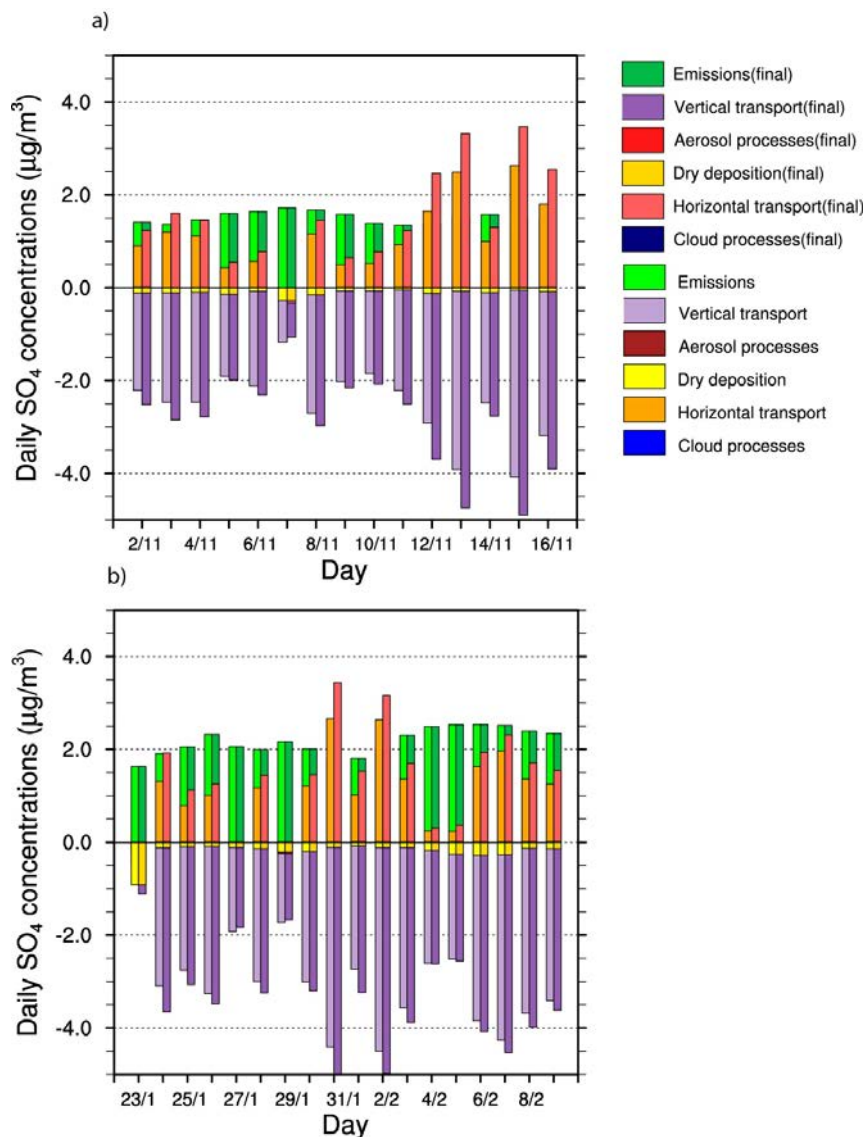 a)
Daily SO4 concentrations (µg/m³)
4.0
2.0
0.0
-2.0
-4.0
2/11 4/11 6/11 8/11 10/11 12/11 14/11 16/11
Day
Emissions(final)
Vertical transport(final)
Aerosol processes(final)
Dry deposition(final)
Horizontal transport(final)
Cloud processes(final)
Emissions
Vertical transport
Aerosol processes
Dry deposition
Horizontal transport
Cloud processes
b)
Daily SO4 concentrations (µg/m³)
4.0
2.0
0.0
-2.0
-4.0
23/1 25/1 27/1 29/1 31/1 2/2 4/2 6/2 8/2
Day